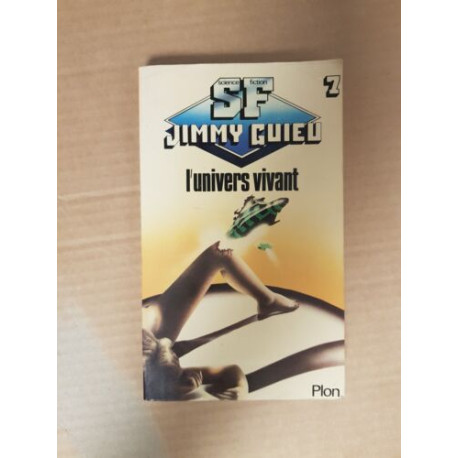 science fiction
SF
7
JIMMY GUIEU
l'univers vivant
Plon